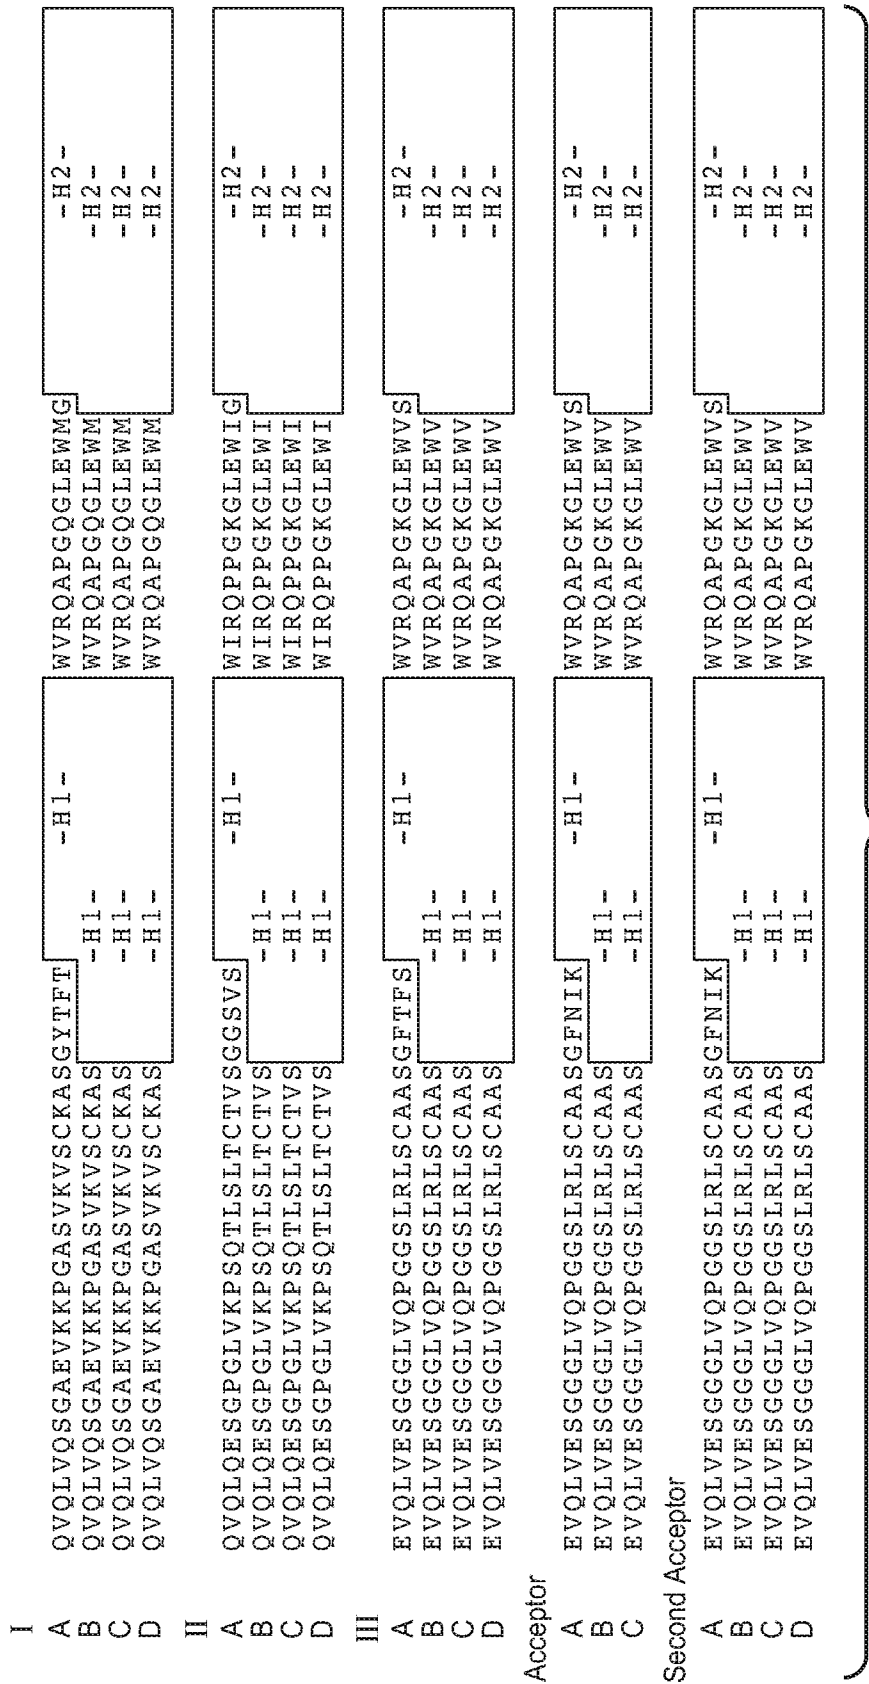 I
A QVQLVQSGAEVKKPGASVKVSCKASGYTFT -H1- WVRQAPGQGLEWMG -H2-
B QVQLVQSGAEVKKPGASVKVSCKAS -H1- WVRQAPGQGLEWM -H2-
C QVQLVQSGAEVKKPGASVKVSCKAS -H1- WVRQAPGQGLEWM -H2-
D QVQLVQSGAEVKKPGASVKVSCKAS -H1- WVRQAPGQGLEWM -H2-
II
A QVQLQESGPGLVKPSQTLSLTCTVSGGSVS -H1- WIRQPPGKGLEWIG -H2-
B QVQLQESGPGLVKPSQTLSLTCTVS -H1- WIRQPPGKGLEWI -H2-
C QVQLQESGPGLVKPSQTLSLTCTVS -H1- WIRQPPGKGLEWI -H2-
D QVQLQESGPGLVKPSQTLSLTCTVS -H1- WIRQPPGKGLEWI -H2-
III
A EVQLVESGGGLVQPGGSLRLSCAASGFTFS -H1- WVRQAPGKGLEWVS -H2-
B EVQLVESGGGLVQPGGSLRLSCAAS -H1- WVRQAPGKGLEWV -H2-
C EVQLVESGGGLVQPGGSLRLSCAAS -H1- WVRQAPGKGLEWV -H2-
D EVQLVESGGGLVQPGGSLRLSCAAS -H1- WVRQAPGKGLEWV -H2-
Acceptor
A EVQLVESGGGLVQPGGSLRLSCAASGFNIK -H1- WVRQAPGKGLEWVS -H2-
B EVQLVESGGGLVQPGGSLRLSCAAS -H1- WVRQAPGKGLEWV -H2-
C EVQLVESGGGLVQPGGSLRLSCAAS -H1- WVRQAPGKGLEWV -H2-
Second Acceptor
A EVQLVESGGGLVQPGGSLRLSCAASGFNIK -H1- WVRQAPGKGLEWVS -H2-
B EVQLVESGGGLVQPGGSLRLSCAAS -H1- WVRQAPGKGLEWV -H2-
C EVQLVESGGGLVQPGGSLRLSCAAS -H1- WVRQAPGKGLEWV -H2-
D EVQLVESGGGLVQPGGSLRLSCAAS -H1- WVRQAPGKGLEWV -H2-